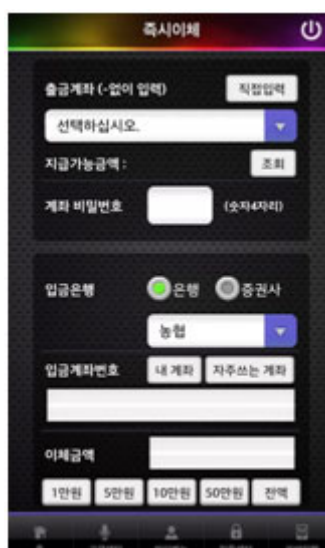 즉시이체
출금계좌 (-없이 입력) 직접입력
선택하십시오.
지급가능금액 : 조회
계좌 비밀번호 (숫자4자리)
입금은행 은행 증권사
농협
입금계좌번호 내 계좌 자주쓰는 계좌
이체금액
1만원 5만원 10만원 50만원 잔액